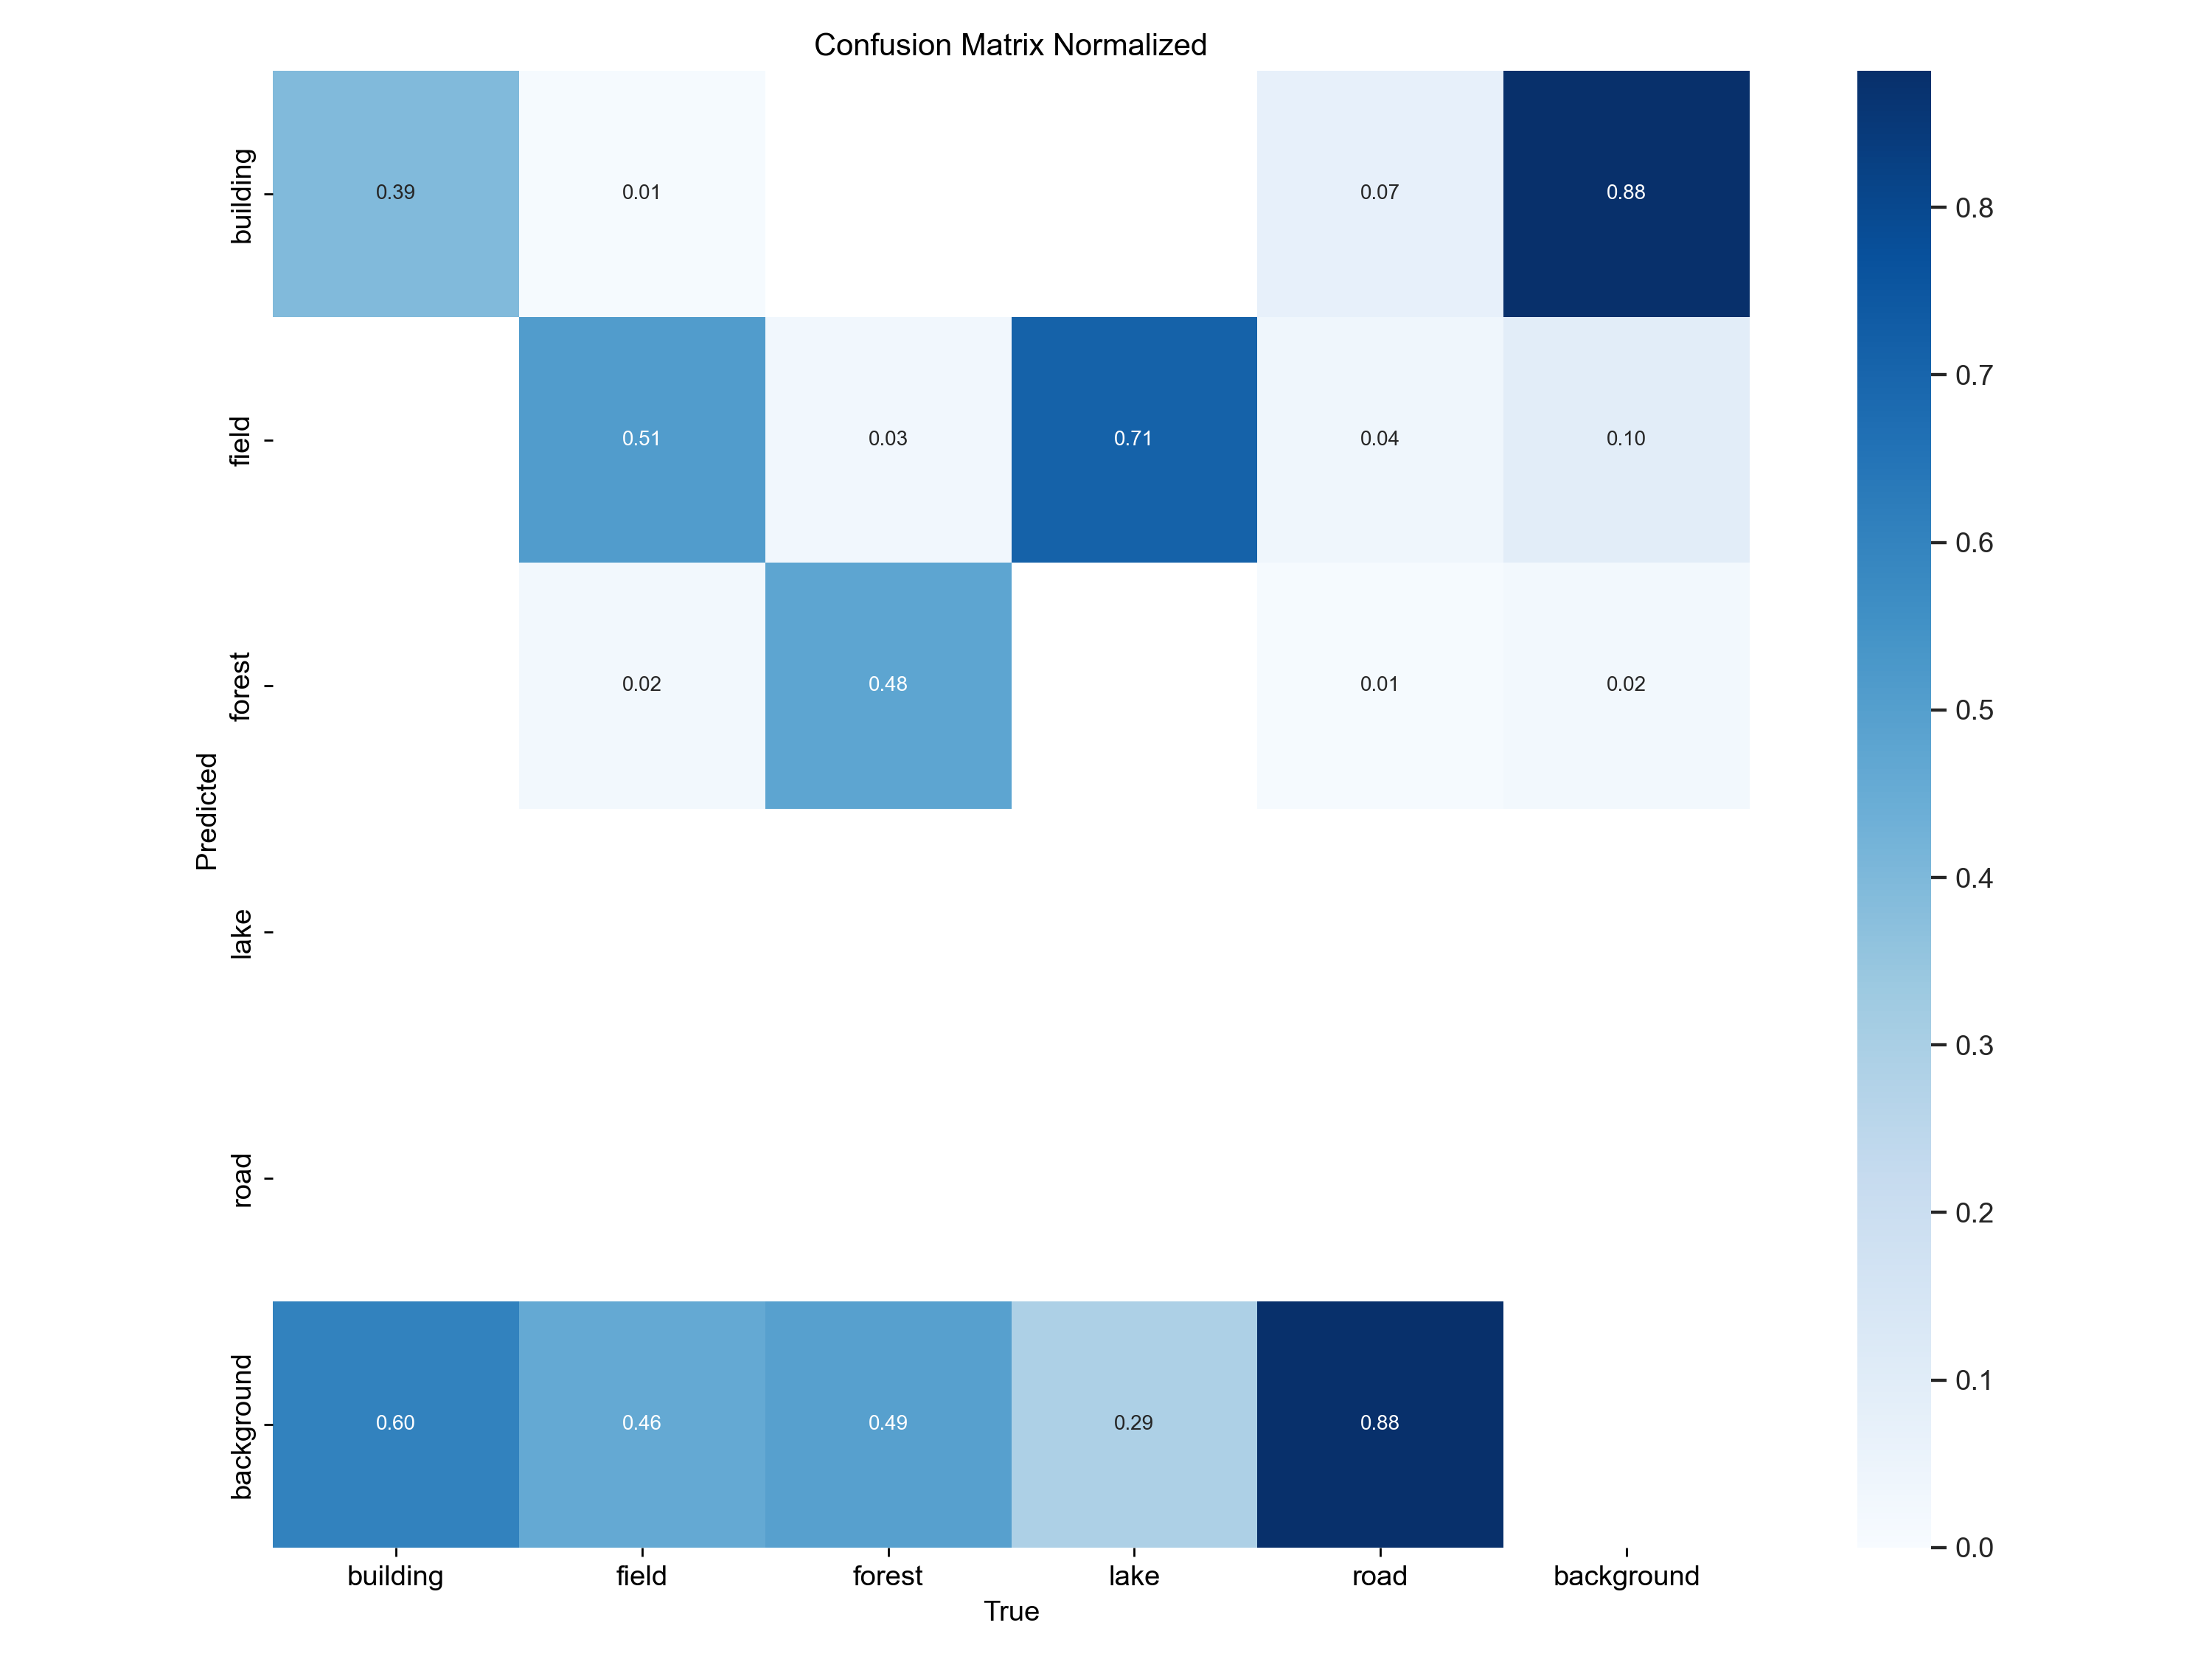 Confusion Matrix Normalized
building 0.39 0.01 0.07 0.88
field 0.51 0.03 0.71 0.04 0.10
forest 0.02 0.48 0.01 0.02
lake
road
background 0.60 0.46 0.49 0.29 0.88
building field forest lake road background
True
Predicted
0.8
0.7
0.6
0.5
0.4
0.3
0.2
0.1
0.0